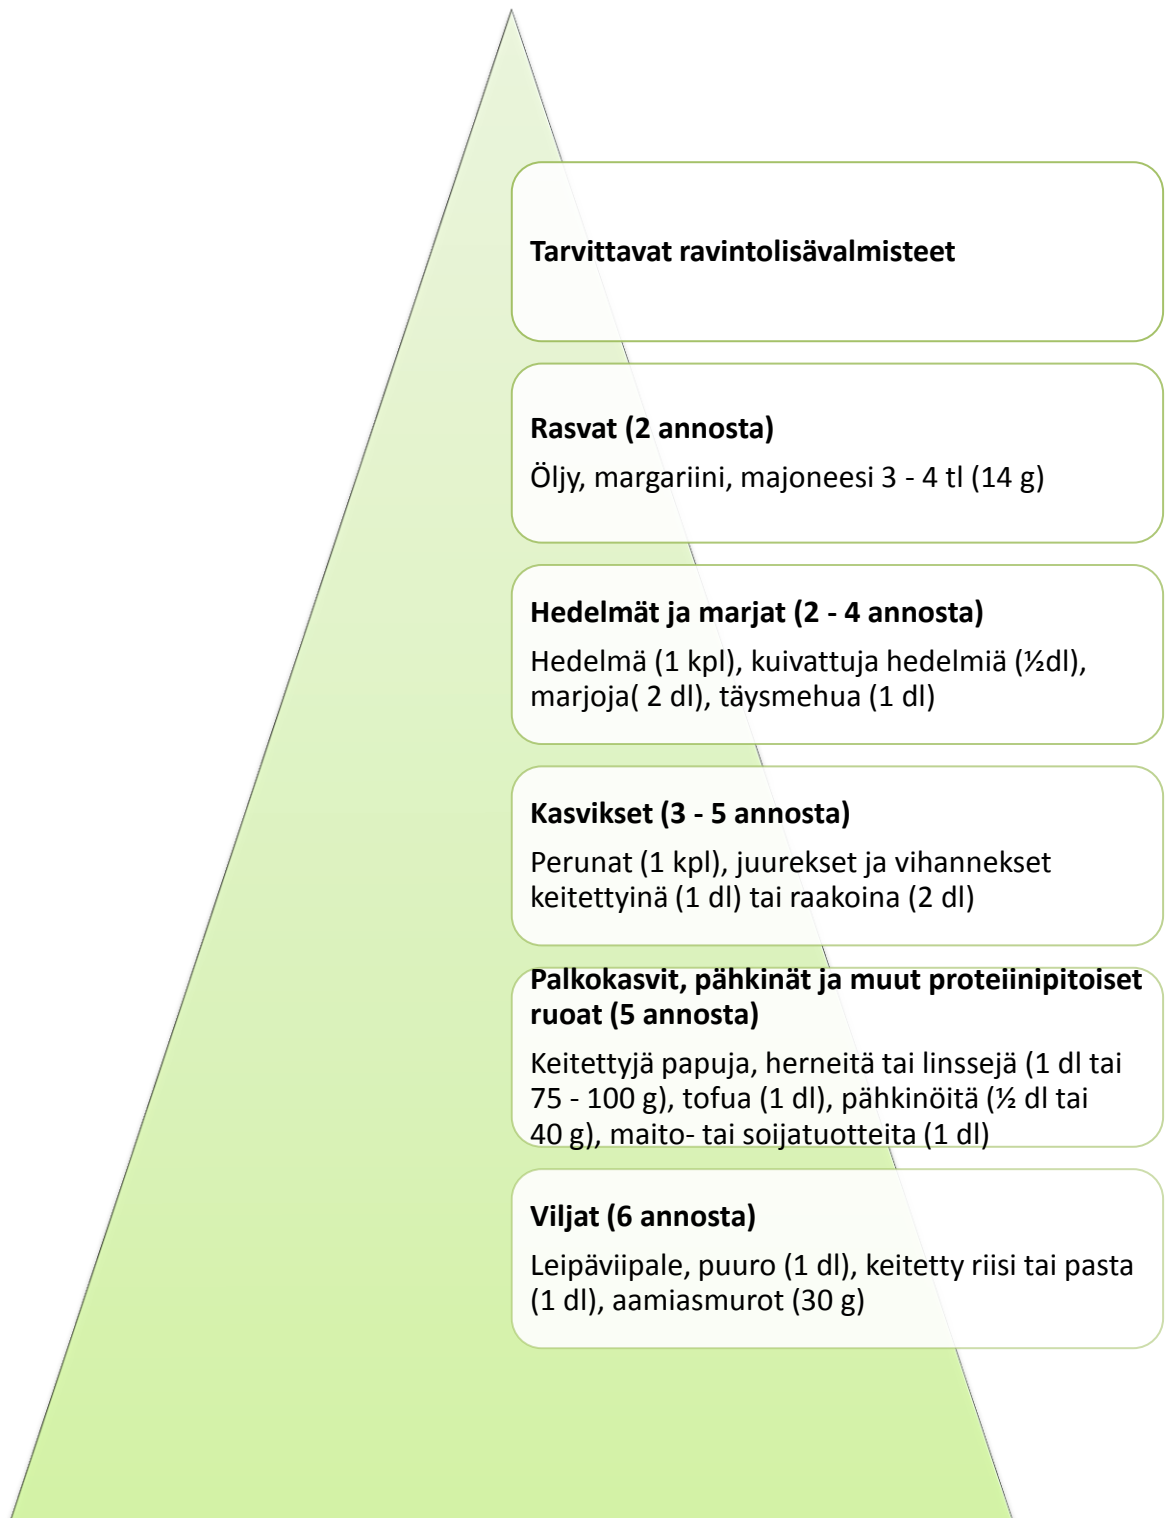 Tarvittavat ravintolisävalmisteet
Rasvat (2 annosta)
Öljy, margariini, majoneesi 3 - 4 tl (14 g)
Hedelmät ja marjat (2 - 4 annosta)
Hedelmä (1 kpl), kuivattuja hedelmiä (½dl),
marjoja( 2 dl), täysmehua (1 dl)
Kasvikset (3 - 5 annosta)
Perunat (1 kpl), juurekset ja vihannekset
keitettyinä (1 dl) tai raakoina (2 dl)
Palkokasvit, pähkinät ja muut proteiinipitoiset
ruoat (5 annosta)
Keitettyjä papuja, herneitä tai linssejä (1 dl tai
75 - 100 g), tofua (1 dl), pähkinöitä (½ dl tai
40 g), maito- tai soijatuotteita (1 dl)
Viljat (6 annosta)
Leipäviipale, puuro (1 dl), keitetty riisi tai pasta
(1 dl), aamiasmurot (30 g)